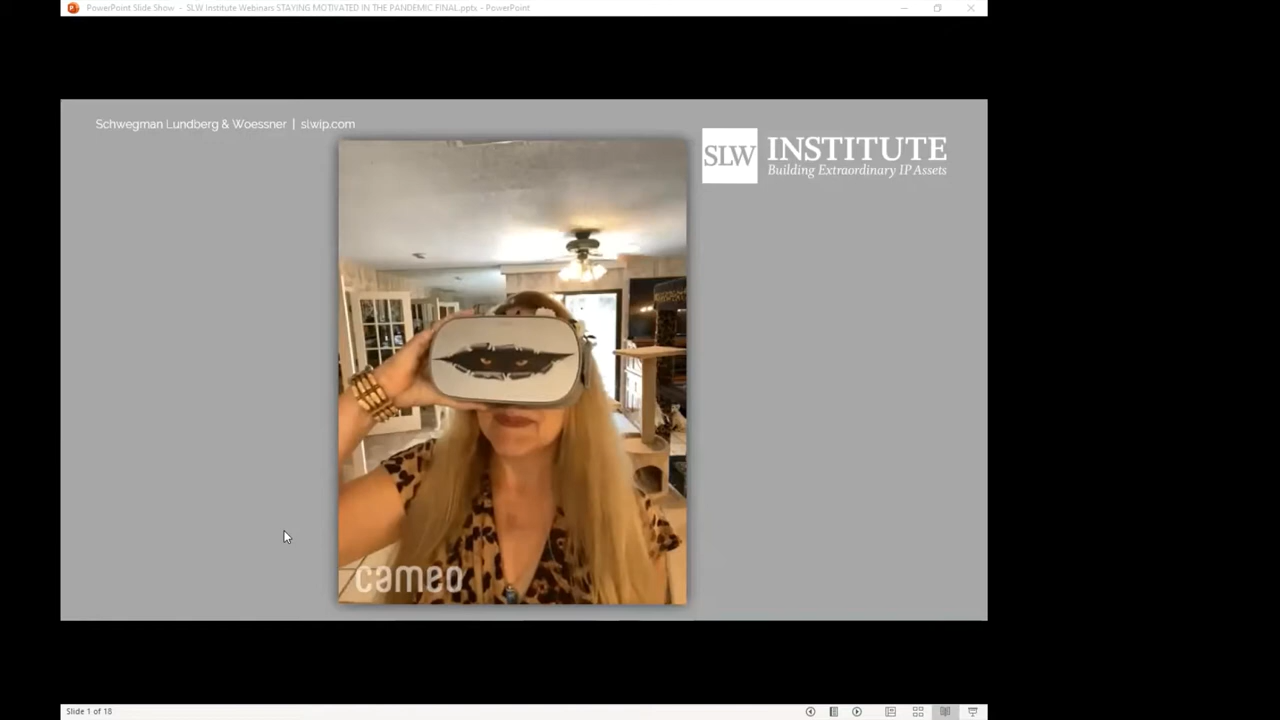 PowerPoint Slide Show - SLW Institute Webinars STAYING MOTIVATED IN THE PANDEMIC FINAL.pptx - PowerPoint
Schwegman Lundberg & Woessner | slwip.com
SLW INSTITUTE
Building Extraordinary IP Assets
cameo
Slide 1 of 18